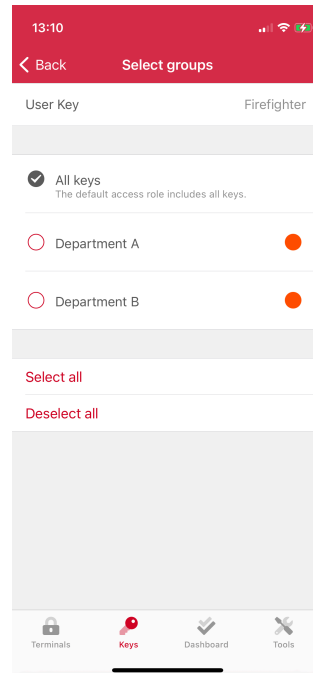 13:10
Back
Select groups
User Key
Firefighter
All keys
The default access role includes all keys.
Department A
Department B
Select all
Deselect all
Terminals
Keys
Dashboard
Tools